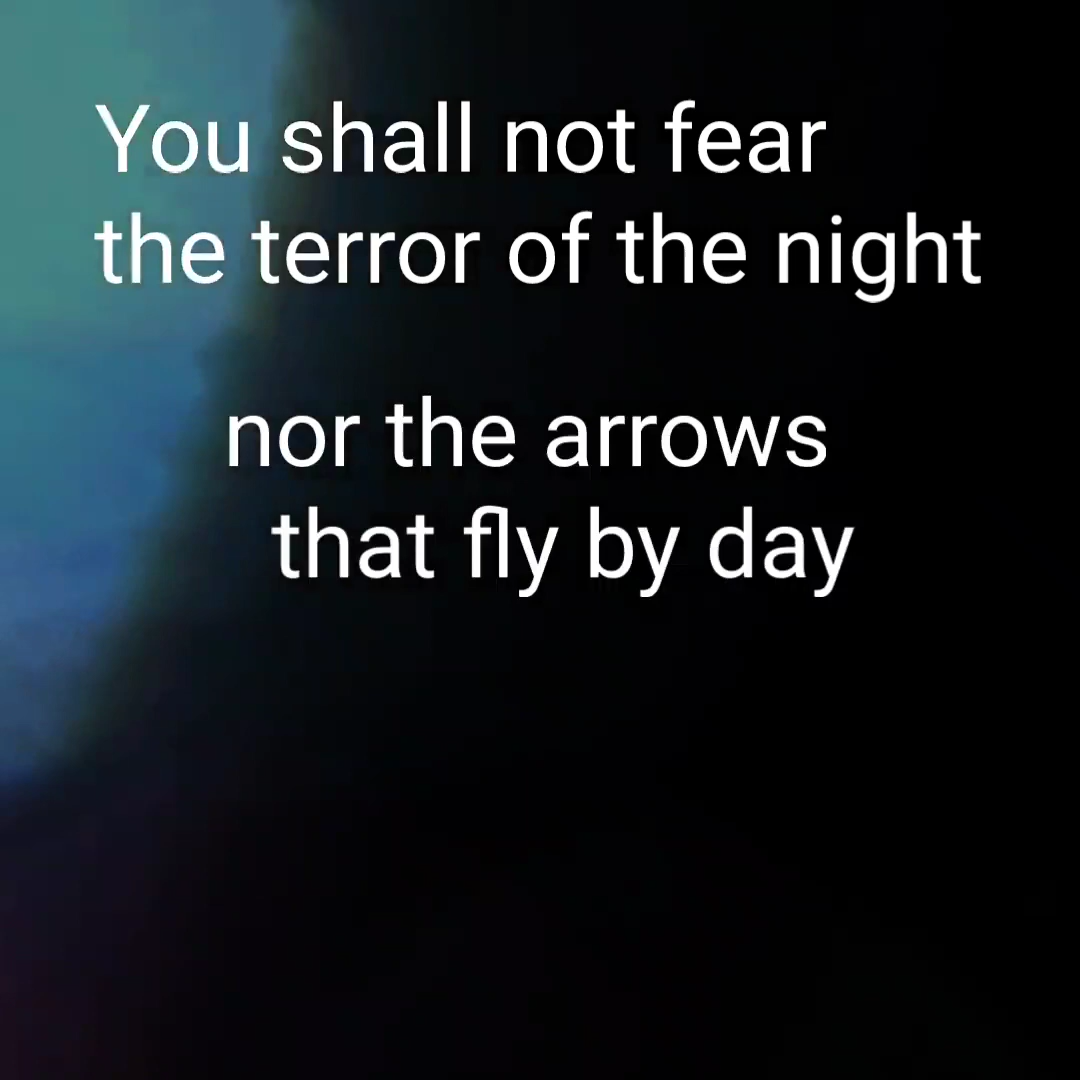 You shall not fear
the terror of the night
nor the arrows
that fly by day